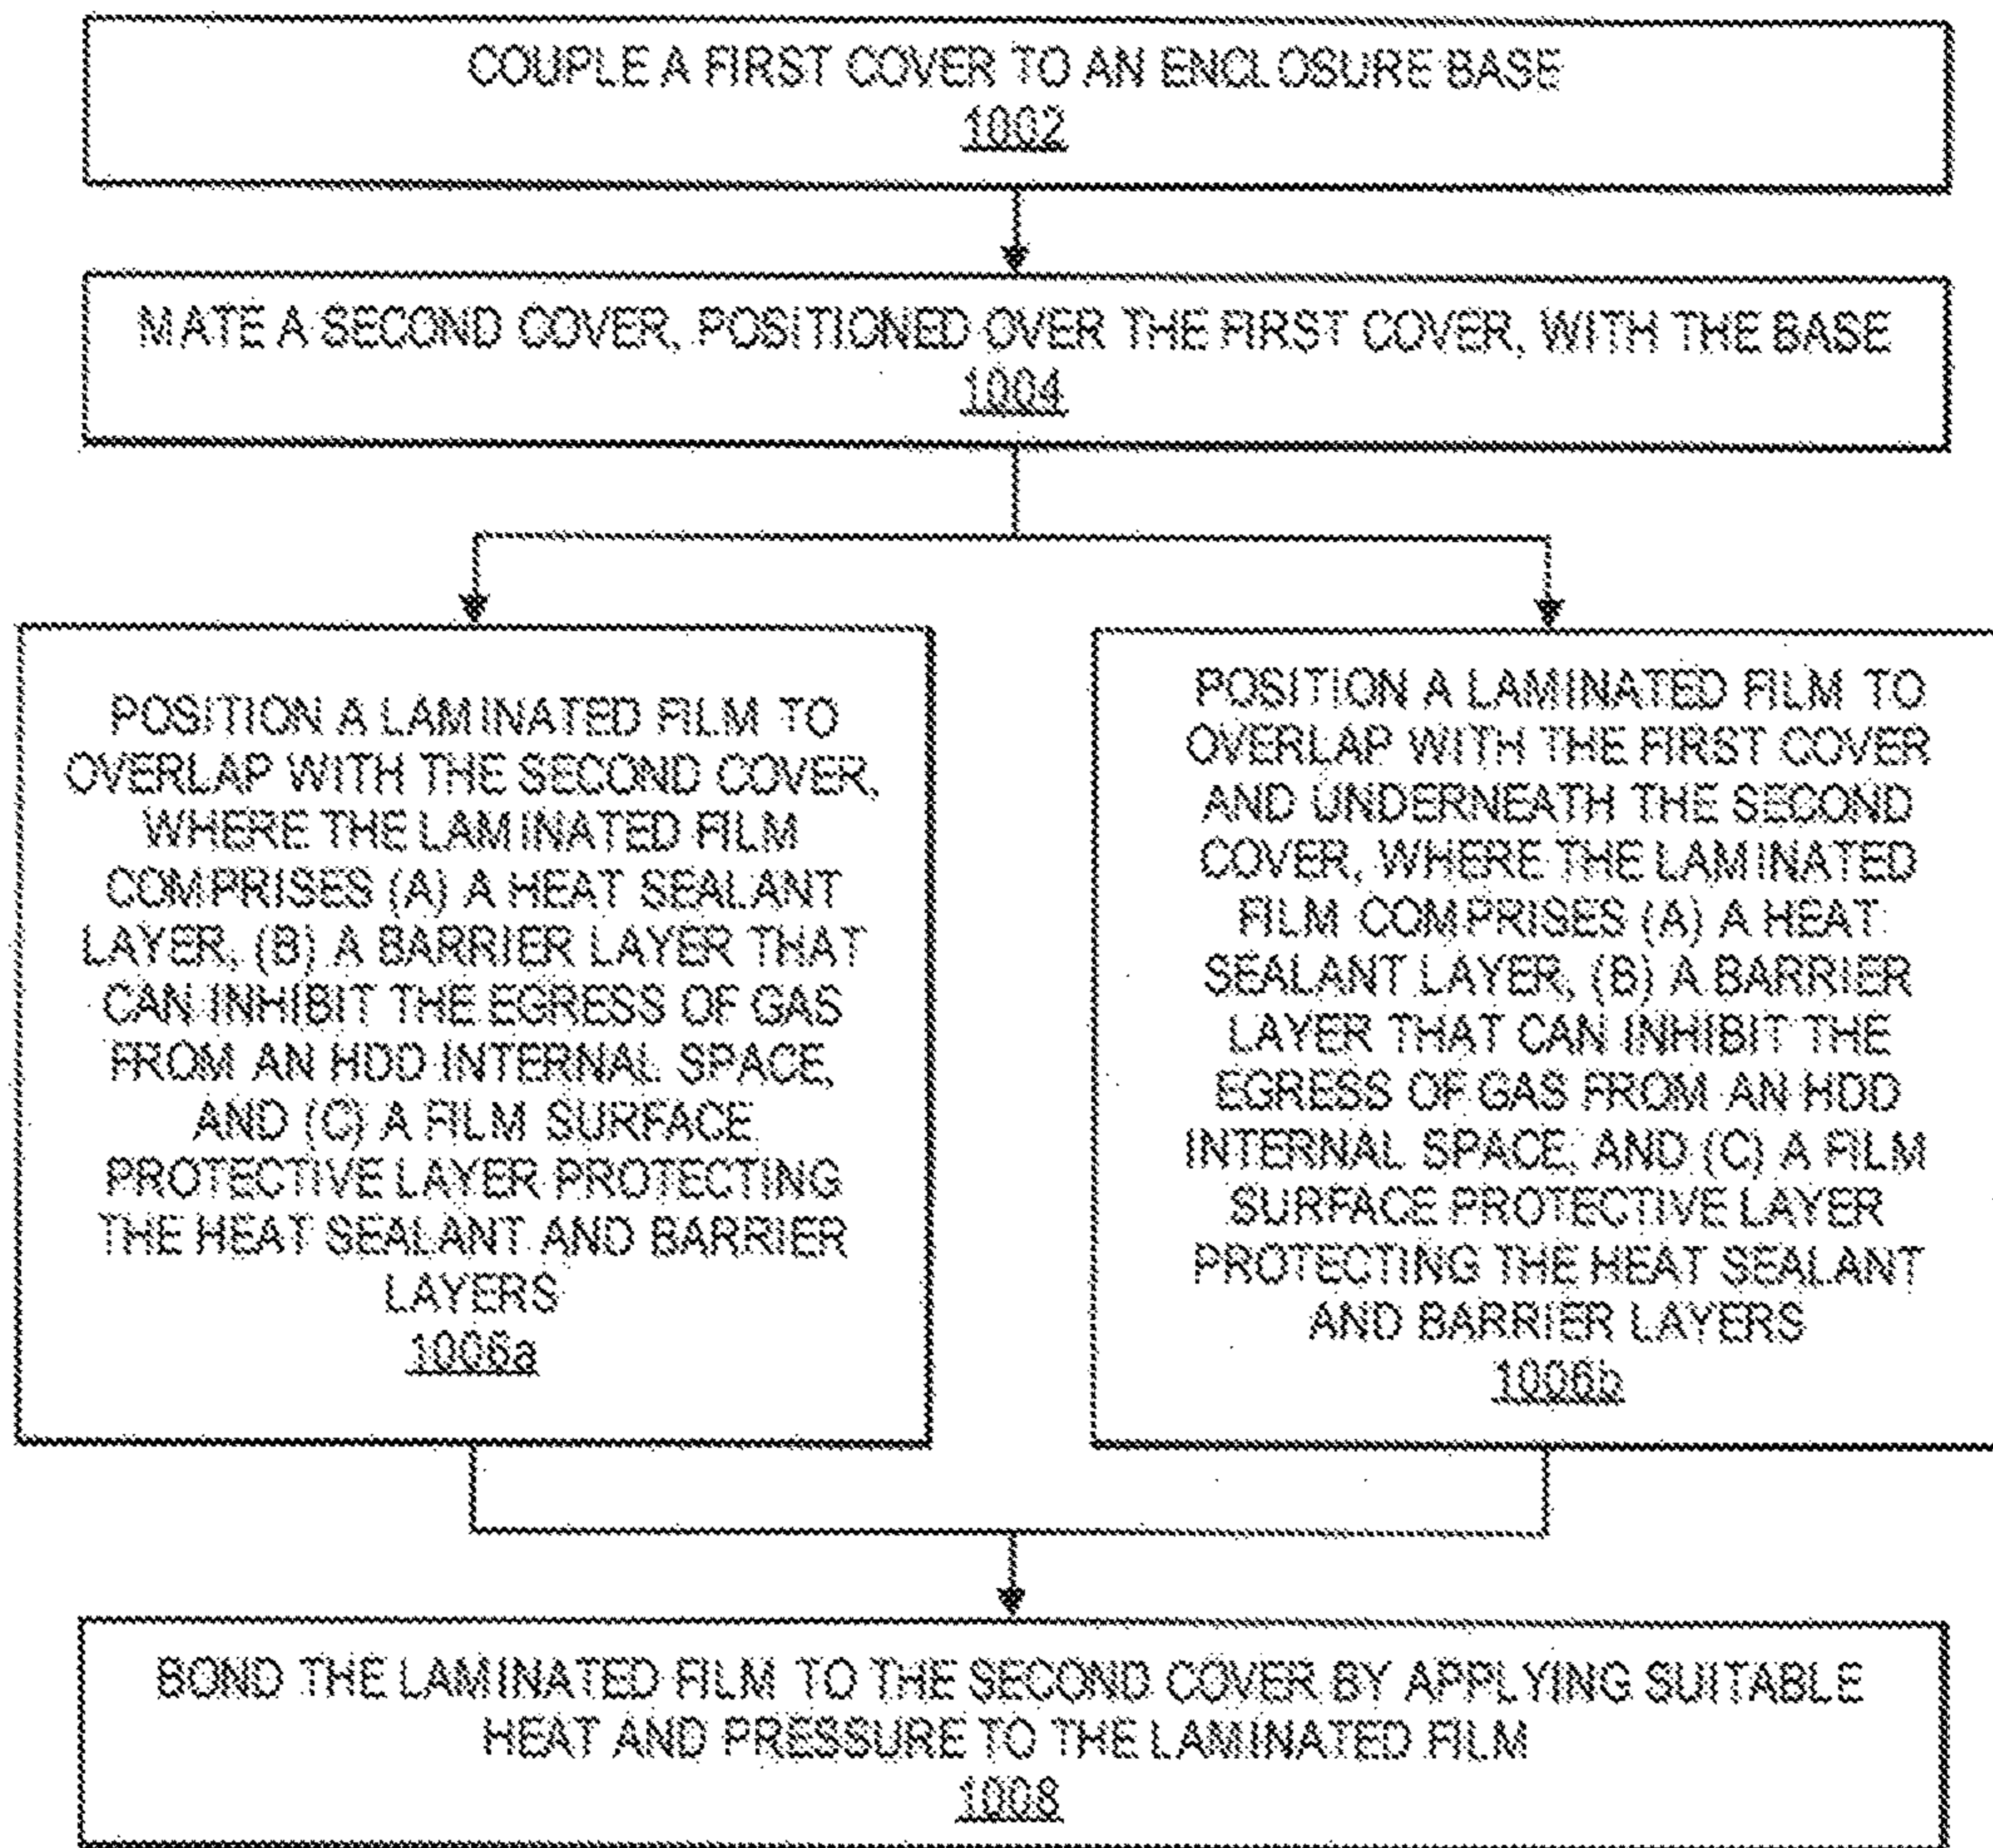 COUPLE A FIRST COVER TO AN ENCLOSURE BASE
1002
MATE A SECOND COVER, POSITIONED OVER THE FIRST COVER, WITH THE BASE
1004
POSITION A LAMINATED FILM TO
OVERLAP WITH THE SECOND COVER,
WHERE THE LAMINATED FILM
COMPRISES (A) A HEAT SEALANT
LAYER, (B) A BARRIER LAYER THAT
CAN INHIBIT THE EGRESS OF GAS
FROM AN HDD INTERNAL SPACE,
AND (C) A FILM SURFACE
PROTECTIVE LAYER PROTECTING
THE HEAT SEALANT AND BARRIER
LAYERS
1006a
POSITION A LAMINATED FILM TO
OVERLAP WITH THE FIRST COVER
AND UNDERNEATH THE SECOND
COVER, WHERE THE LAMINATED
FILM COMPRISES (A) A HEAT
SEALANT LAYER, (B) A BARRIER
LAYER THAT CAN INHIBIT THE
EGRESS OF GAS FROM AN HDD
INTERNAL SPACE, AND (C) A FILM
SURFACE PROTECTIVE LAYER
PROTECTING THE HEAT SEALANT
AND BARRIER LAYERS
1006b
BOND THE LAMINATED FILM TO THE SECOND COVER BY APPLYING SUITABLE
HEAT AND PRESSURE TO THE LAMINATED FILM
1008